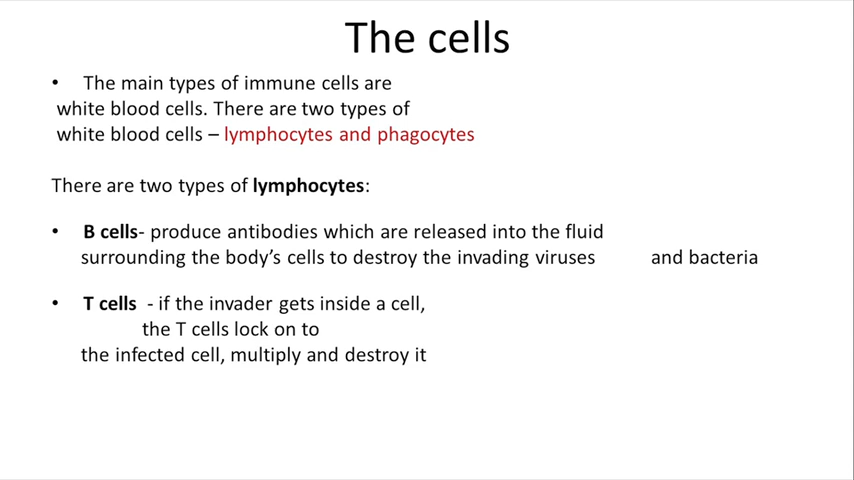 The cells
• The main types of immune cells are
white blood cells. There are two types of
white blood cells – lymphocytes and phagocytes
There are two types of lymphocytes:
• B cells- produce antibodies which are released into the fluid
surrounding the body’s cells to destroy the invading viruses and bacteria
• T cells - if the invader gets inside a cell,
the T cells lock on to
the infected cell, multiply and destroy it